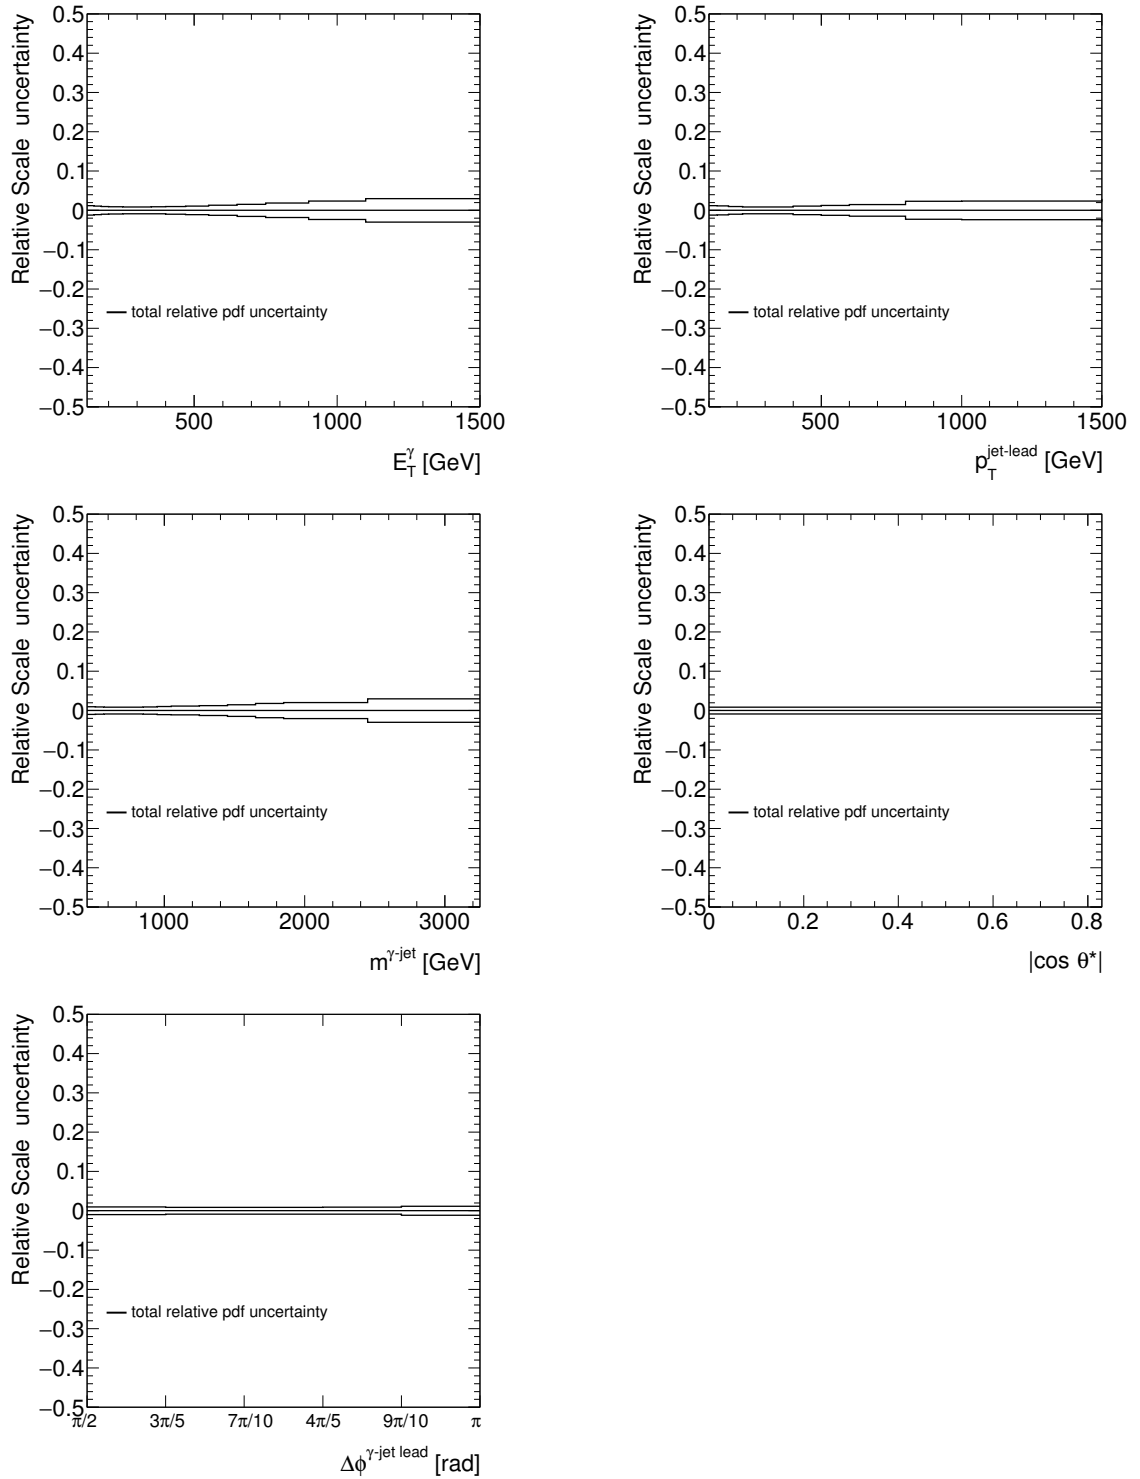 Relative Scale uncertainty
0.5
0.4
0.3
0.2
0.1
0
−0.1
−0.2
−0.3
−0.4
−0.5
total relative pdf uncertainty
500 1000 1500
E_T^γ [GeV]
Relative Scale uncertainty
0.5
0.4
0.3
0.2
0.1
0
−0.1
−0.2
−0.3
−0.4
−0.5
total relative pdf uncertainty
500 1000 1500
p_T^jet-lead [GeV]
Relative Scale uncertainty
0.5
0.4
0.3
0.2
0.1
0
−0.1
−0.2
−0.3
−0.4
−0.5
total relative pdf uncertainty
1000 2000 3000
m^γ-jet [GeV]
Relative Scale uncertainty
0.5
0.4
0.3
0.2
0.1
0
−0.1
−0.2
−0.3
−0.4
−0.5
total relative pdf uncertainty
0 0.2 0.4 0.6 0.8
|cos θ*|
Relative Scale uncertainty
0.5
0.4
0.3
0.2
0.1
0
−0.1
−0.2
−0.3
−0.4
−0.5
total relative pdf uncertainty
π/2 3π/5 7π/10 4π/5 9π/10 π
Δϕ^γ-jet lead [rad]